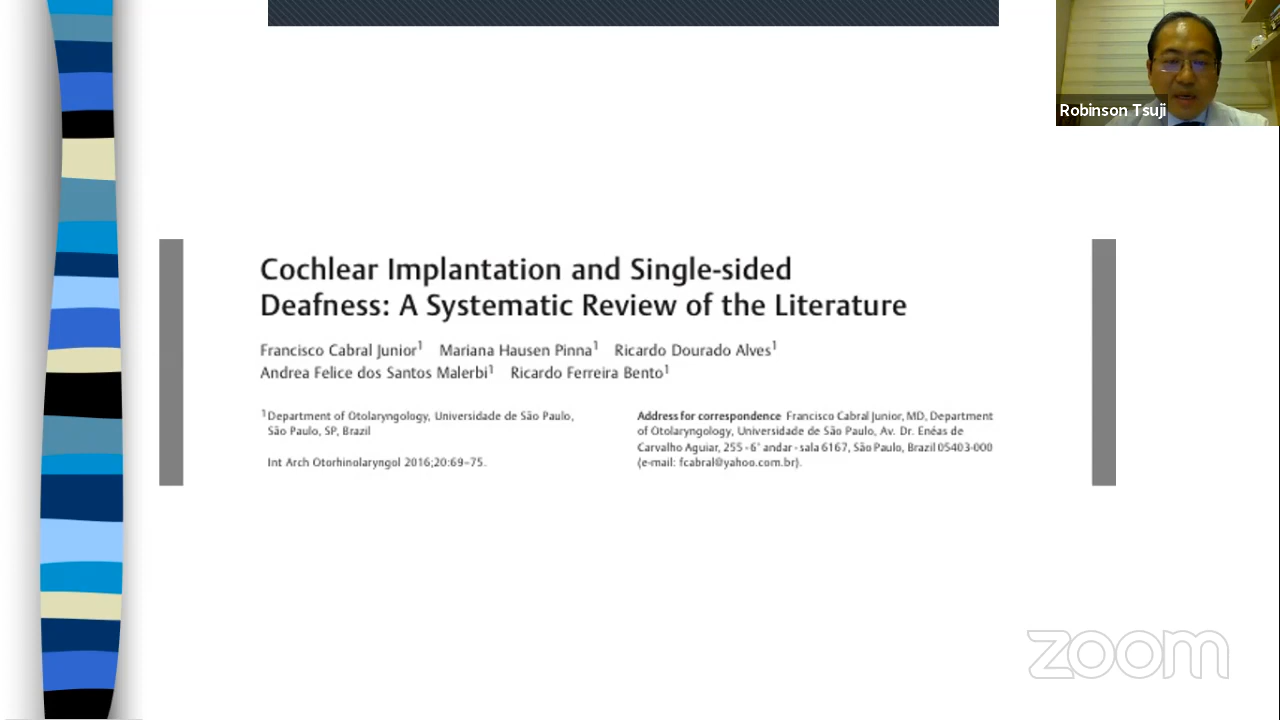 Robinson Tsuji
Cochlear Implantation and Single-sided
Deafness: A Systematic Review of the Literature
Francisco Cabral Junior1 Mariana Hausen Pinna1 Ricardo Dourado Alves1
Andrea Felice dos Santos Malerbi1 Ricardo Ferreira Bento1
1Department of Otolaryngology, Universidade de São Paulo,
São Paulo, SP, Brazil
Int Arch Otorhinolaryngol 2016;20:69–75.
Address for correspondence Francisco Cabral Junior, MD, Department
of Otolaryngology, Universidade de São Paulo, Av. Dr. Enéas de
Carvalho Aguiar, 255 - 6° andar - sala 6167, São Paulo, Brazil 05403-000
(e-mail: fcabral@yahoo.com.br).
zoom